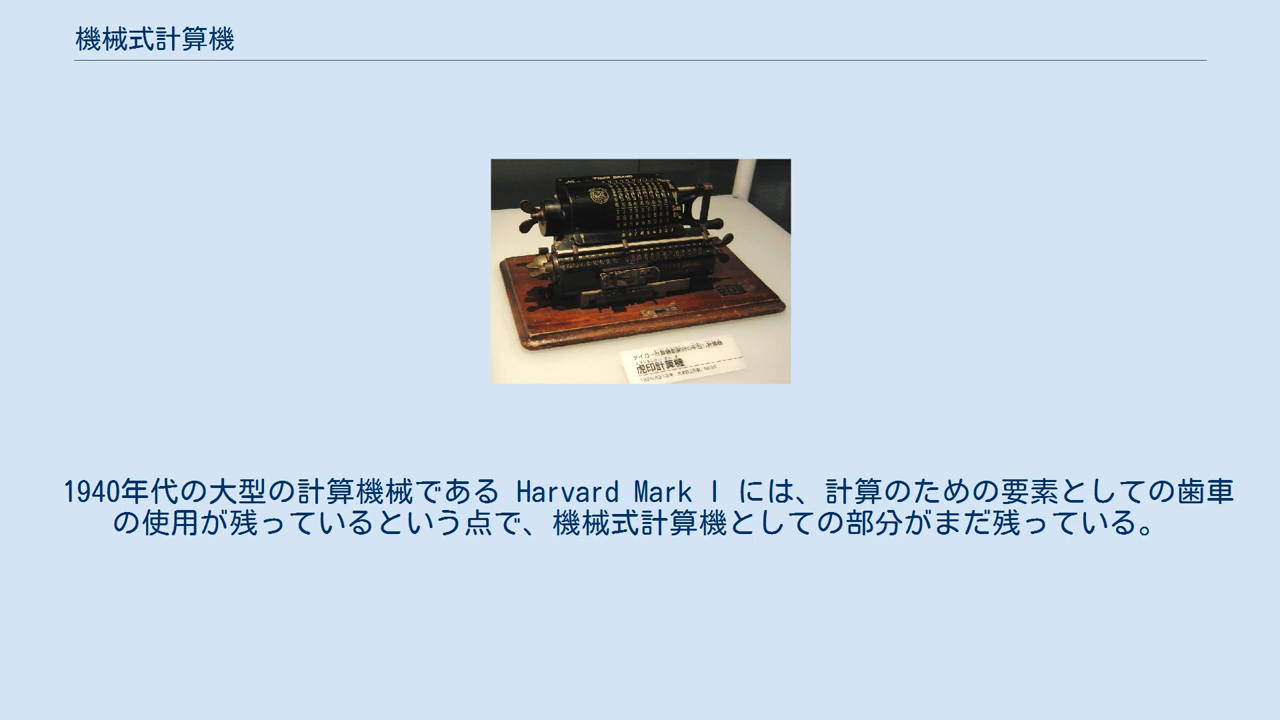 機械式計算機
TIGER BRAND
虎印計算機
1940年代の大型の計算機械である Harvard Mark I には、計算のための要素としての歯車
の使用が残っているという点で、機械式計算機としての部分がまだ残っている。